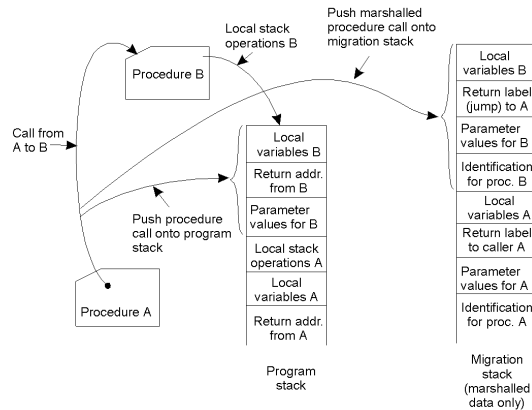 Local stack
operations B
Push marshalled
procedure call onto
migration stack
Procedure B
Call from
A to B
Push procedure
call onto program
stack
Procedure A
Local
variables B
Return addr.
from B
Parameter
values for B
Local stack
operations A
Local
variables A
Return addr.
from A
Program
stack
Local
variables B
Return label
(jump) to A
Parameter
values for B
Identification
for proc. B
Local
variables A
Return label
to caller A
Parameter
values for A
Identification
for proc. A
Migration
stack
(marshalled
data only)